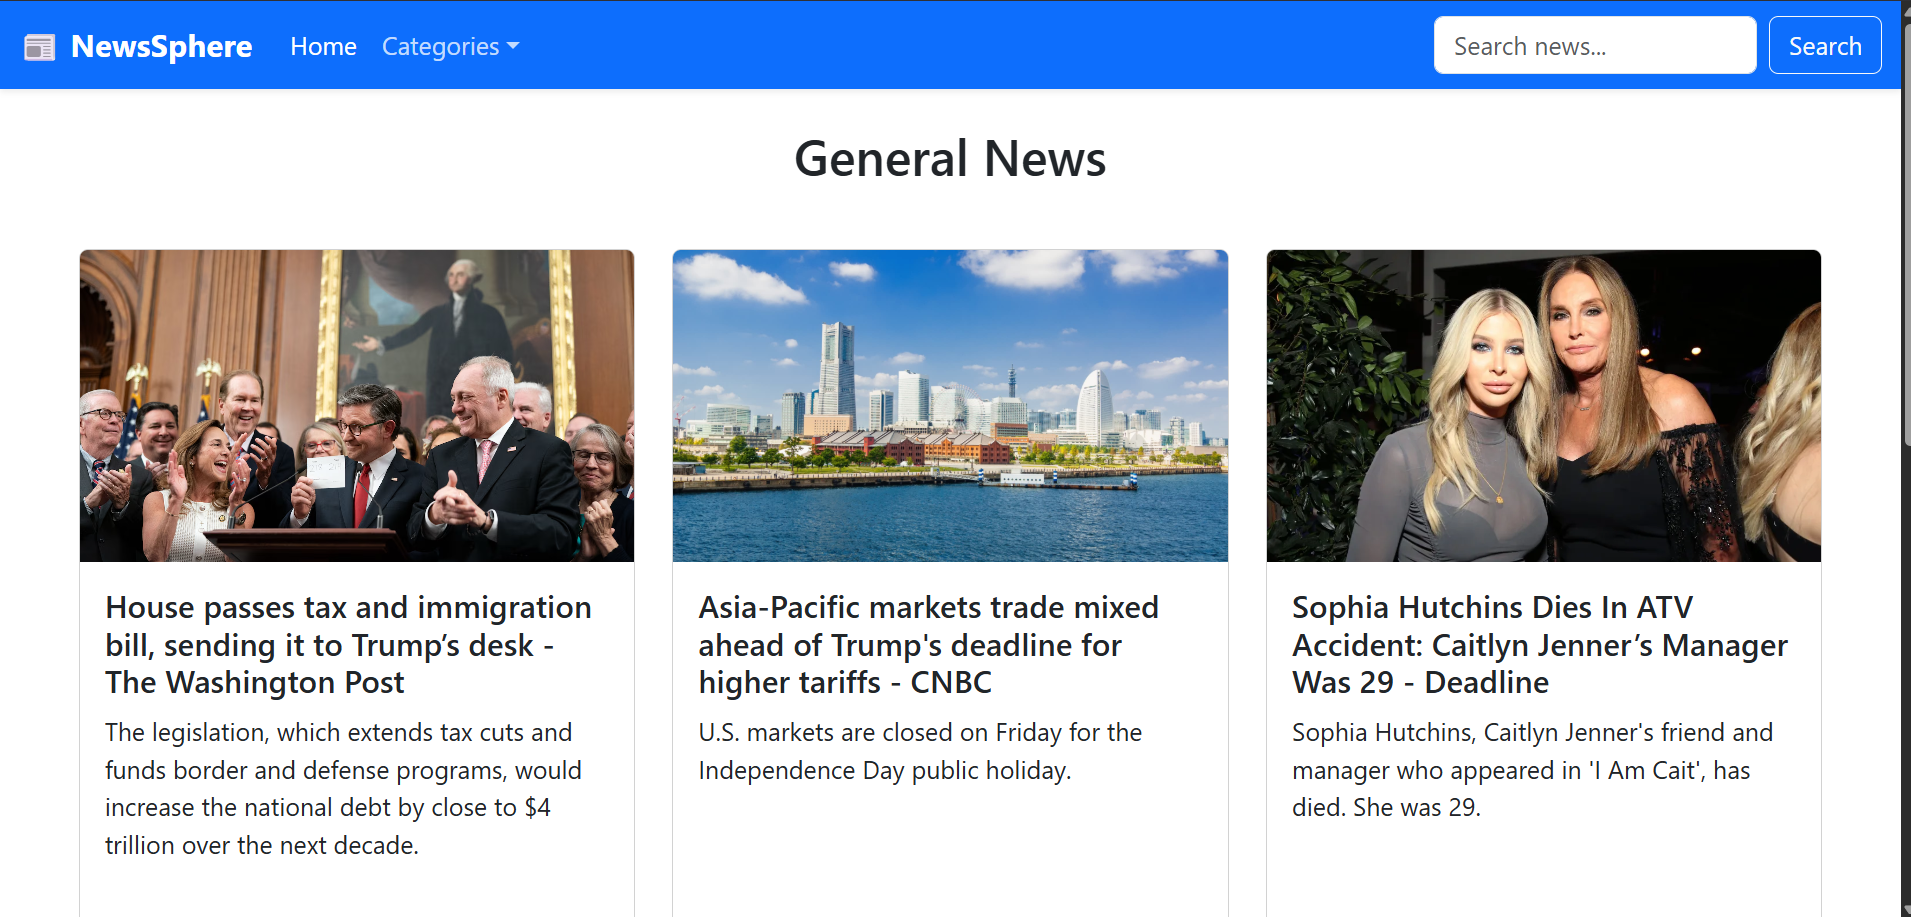 NewsSphere
Home
Categories
Search news...
Search
General News
House passes tax and immigration
bill, sending it to Trump’s desk -
The Washington Post
The legislation, which extends tax cuts and
funds border and defense programs, would
increase the national debt by close to $4
trillion over the next decade.
Asia-Pacific markets trade mixed
ahead of Trump's deadline for
higher tariffs - CNBC
U.S. markets are closed on Friday for the
Independence Day public holiday.
Sophia Hutchins Dies In ATV
Accident: Caitlyn Jenner’s Manager
Was 29 - Deadline
Sophia Hutchins, Caitlyn Jenner's friend and
manager who appeared in 'I Am Cait', has
died. She was 29.